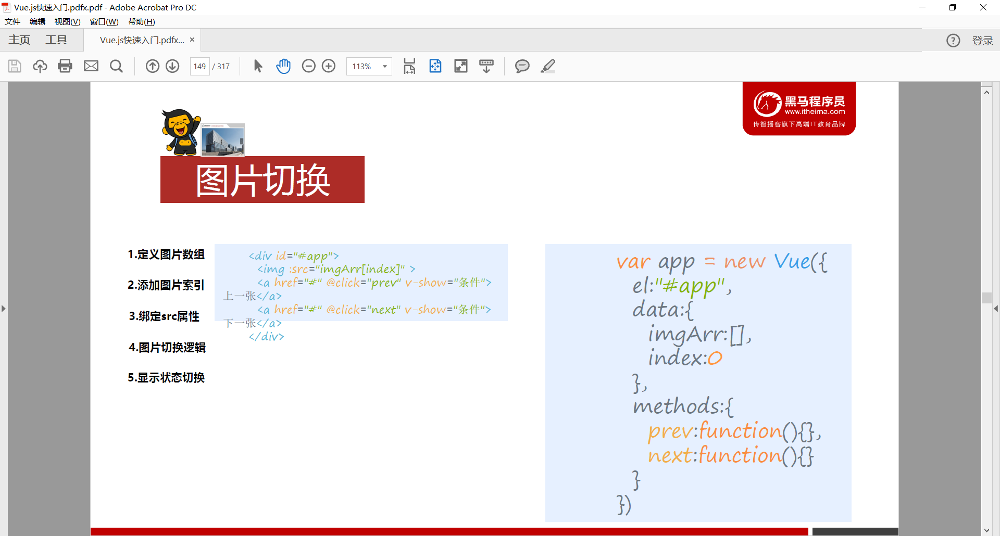 Vue.js快速入门.pdfx.pdf - Adobe Acrobat Pro DC
文件 编辑 视图(V) 窗口(W) 帮助(H)
主页 工具 Vue.js快速入门.pdfx... × 登录
149 / 317 113%
黑马程序员
www.itheima.com
传智播客旗下高端IT教育品牌
图片切换
1.定义图片数组
2.添加图片索引
3.绑定src属性
4.图片切换逻辑
5.显示状态切换
<div id="#app">
<img :src="imgArr[index]" >
<a href="#" @click="prev" v-show="条件">
上一张</a>
<a href="#" @click="next" v-show="条件">
下一张</a>
</div>
var app = new Vue({
el:"#app",
data:{
imgArr:[],
index:0
},
methods:{
prev:function(){},
next:function(){}
}
})